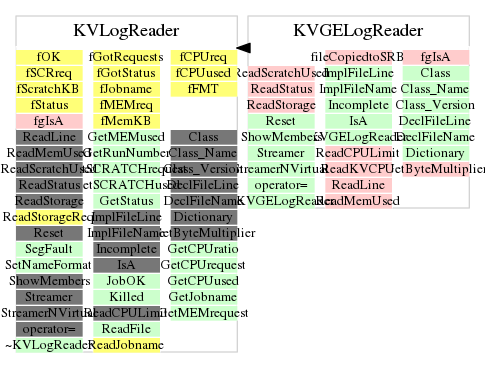 KVLogReader
fOK fGotRequests fCPUreq
fSCRreq fGotStatus fCPUused
fScratchKB fJobname fFMT
fStatus fMEMreq
fgIsA fMemKB
ReadLine GetMEMused Class
ReadMemUsed GetRunNumber Class_Name
ReadScratchUsed Class_Version
ReadStatus DeclFileLine
ReadStorage GetStatus DeclFileName
ReadStorageReq ImplFileLine Dictionary
Reset ImplFileName GetByteMultiplier
SegFault Incomplete GetCPUratio
SetNameFormat IsA GetCPUrequest
ShowMembers JobOK GetCPUused
Streamer Killed GetJobname
StreamerNVirtual ReadCPULimit GetMEMrequest
operator= ReadFile
~KVLogReader ReadJobname
KVGELogReader
fileCopiedtoSRB fgIsA
ReadScratchUsed ImplFileLine Class
ReadStatus ImplFileName Class_Name
ReadStorage Incomplete Class_Version
Reset IsA DeclFileLine
ShowMembers KVGELogReader DeclFileName
Streamer ReadCPULimit Dictionary
StreamerNVirtual GetByteMultiplier
operator= ReadLine
KVGELogReader ReadMemUsed